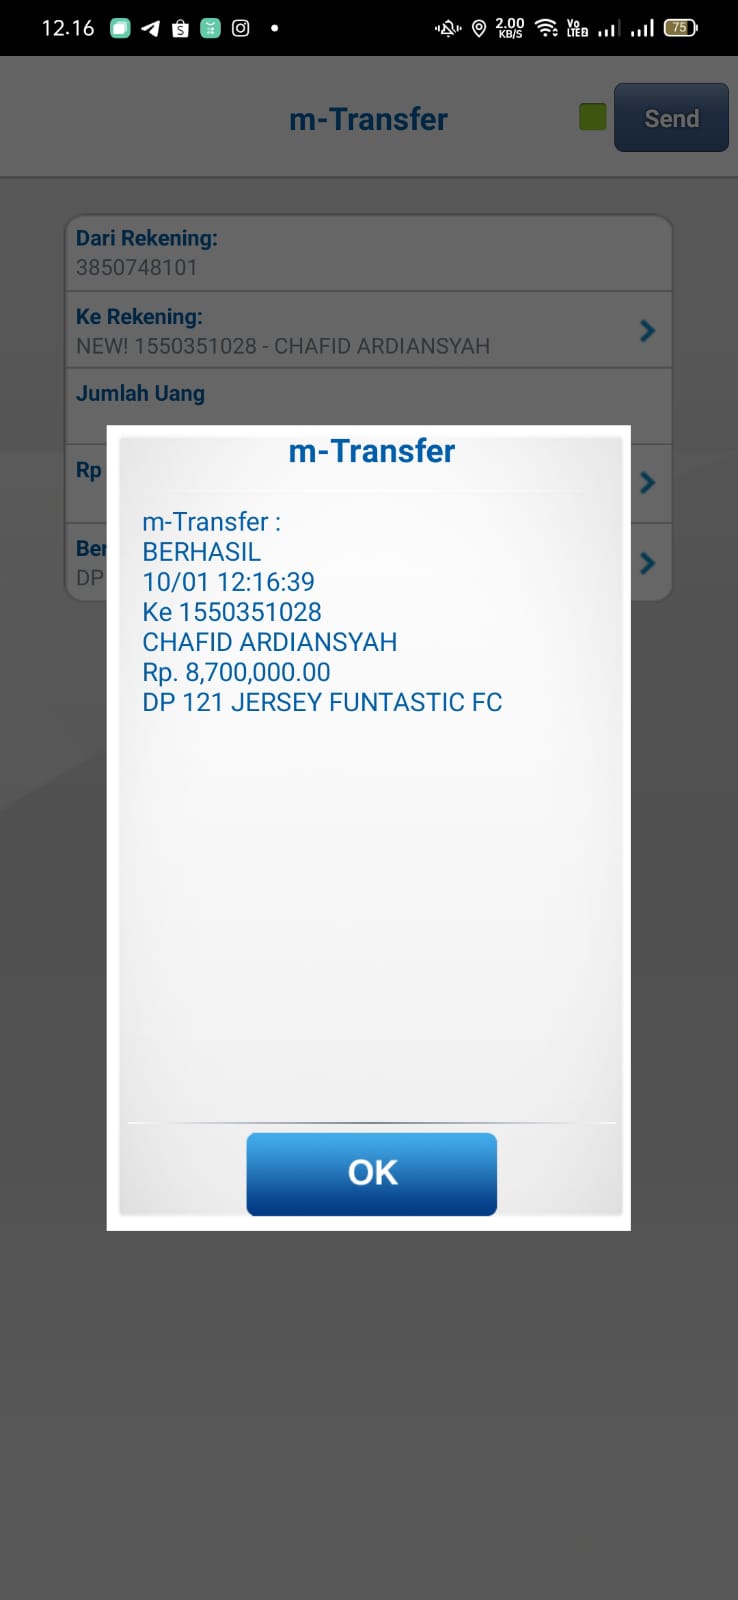 12.16
2.00
KB/S
Vo
LTE2
75
m-Transfer
Send
Dari Rekening:
3850748101
Ke Rekening:
NEW! 1550351028 - CHAFID ARDIANSYAH
Jumlah Uang
Rp
Ber
DP
m-Transfer
m-Transfer :
BERHASIL
10/01 12:16:39
Ke 1550351028
CHAFID ARDIANSYAH
Rp. 8,700,000.00
DP 121 JERSEY FUNTASTIC FC
OK